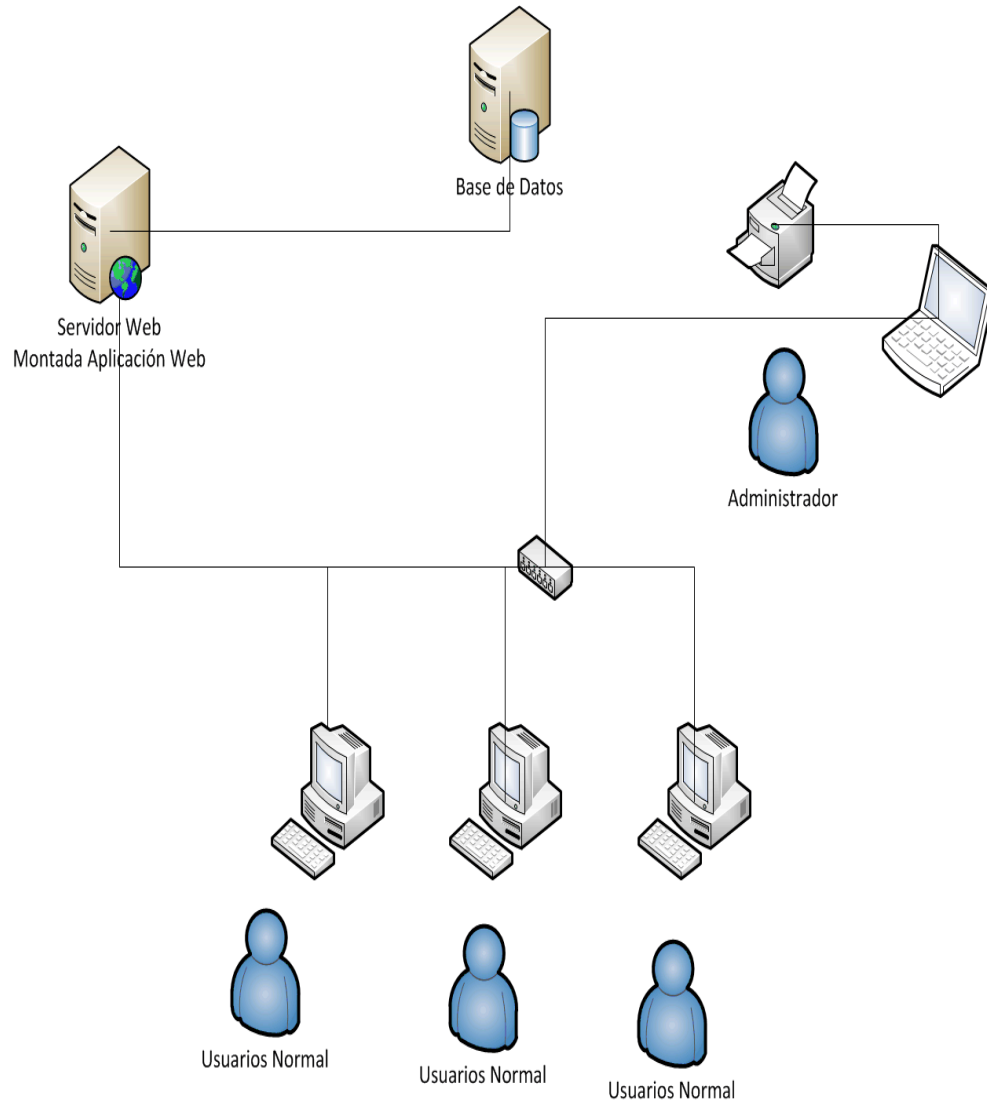 Base de Datos
Servidor Web
Montada Aplicación Web
Administrador
Usuarios Normal
Usuarios Normal
Usuarios Normal